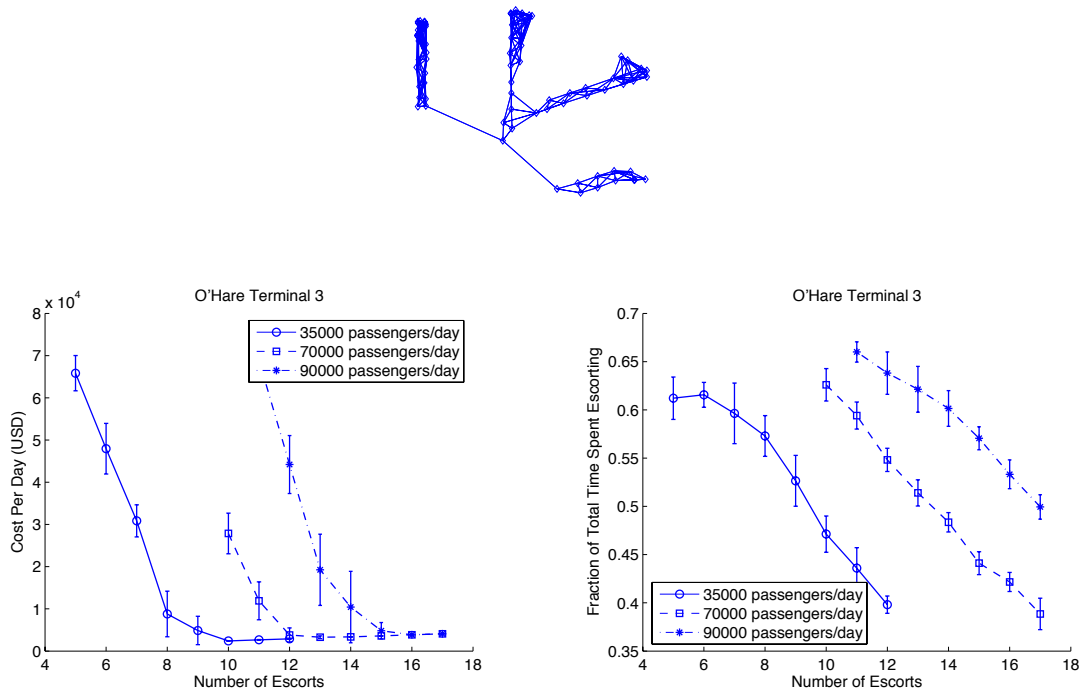 O'Hare Terminal 3
x 10^4
8
7
6
5
4
3
2
1
0
Cost Per Day (USD)
35000 passengers/day
70000 passengers/day
90000 passengers/day
4 6 8 10 12 14 16 18
Number of Escorts
O'Hare Terminal 3
0.7
0.65
0.6
0.55
0.5
0.45
0.4
0.35
Fraction of Total Time Spent Escorting
35000 passengers/day
70000 passengers/day
90000 passengers/day
4 6 8 10 12 14 16 18
Number of Escorts